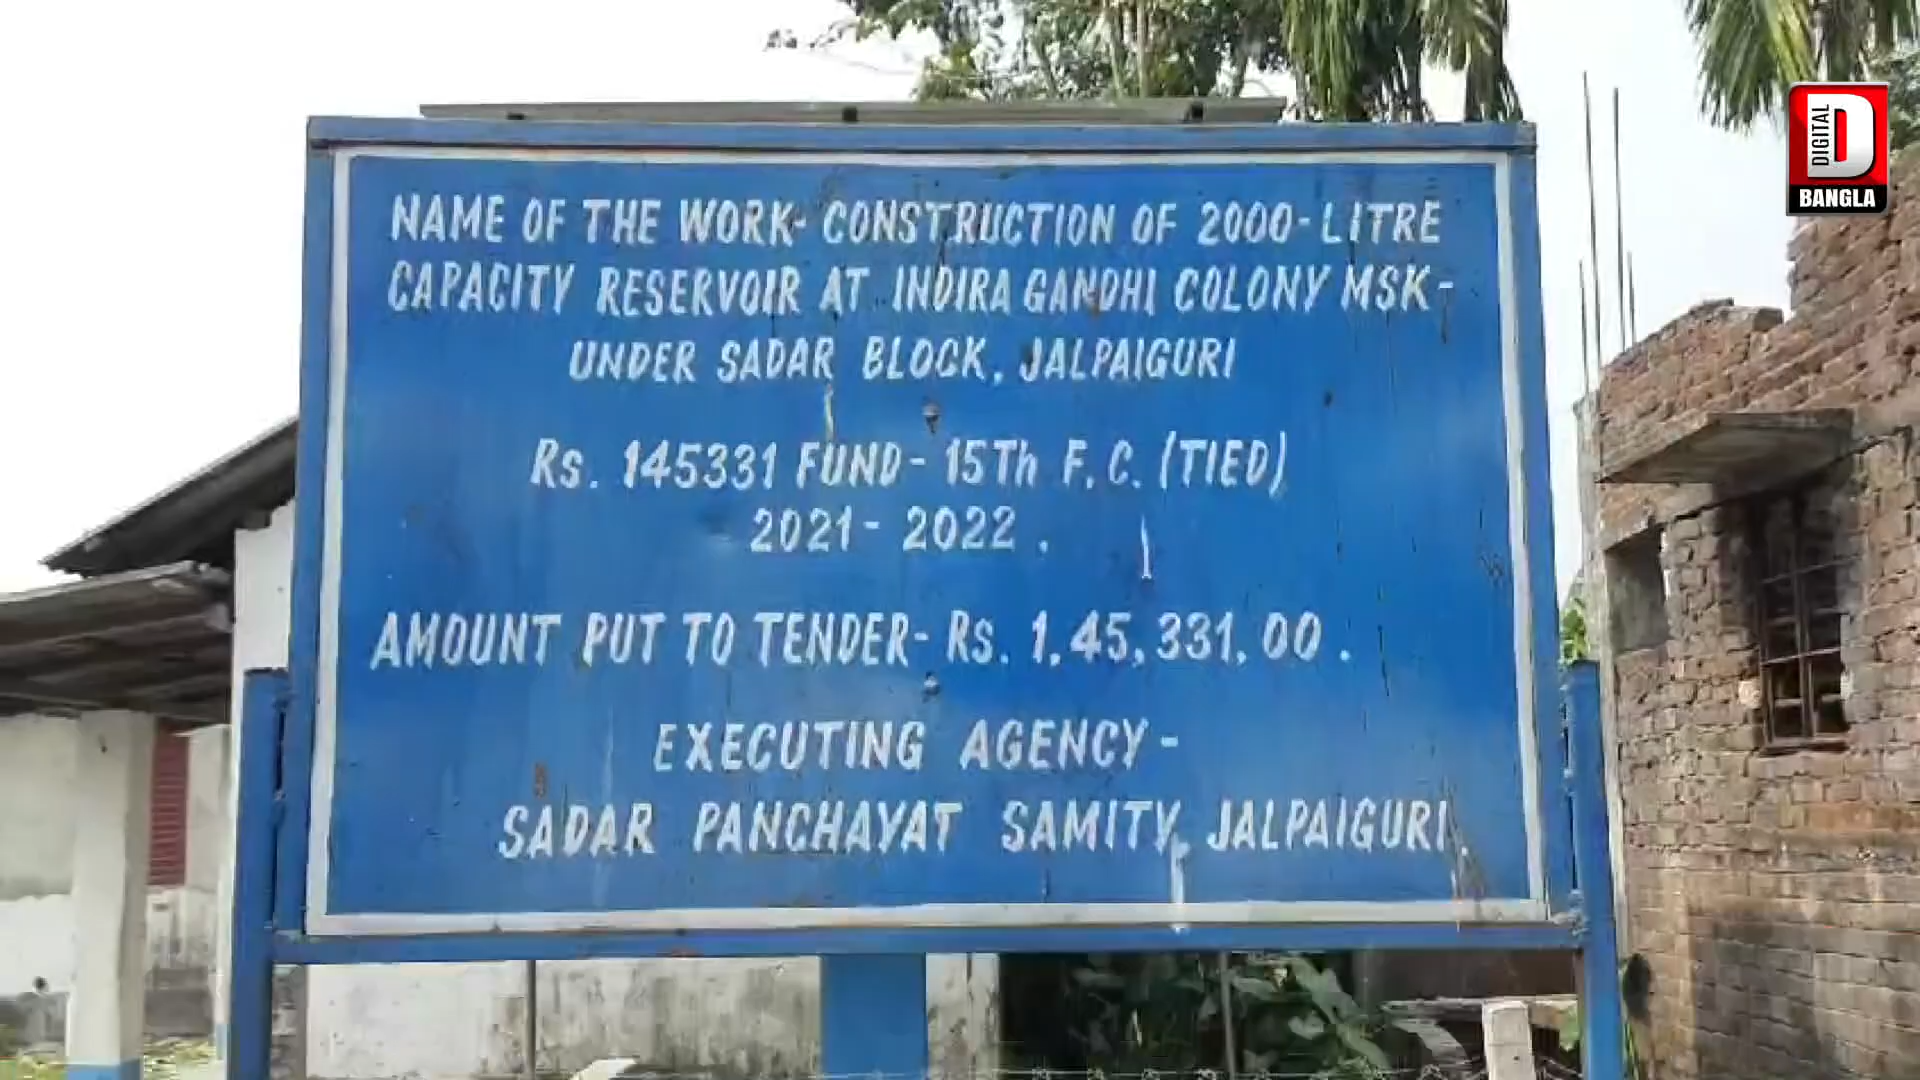 NAME OF THE WORK- CONSTRUCTION OF 2000-LITRE
CAPACITY RESERVOIR AT INDIRA GANDHI COLONY MSK-
UNDER SADAR BLOCK, JALPAIGURI
Rs. 145331 FUND- 15Th F.C. (TIED)
2021- 2022.
AMOUNT PUT TO TENDER- Rs. 1,45,331.00.
EXECUTING AGENCY-
SADAR PANCHAYAT SAMITY, JALPAIGURI.
DIGITAL D
BANGLA